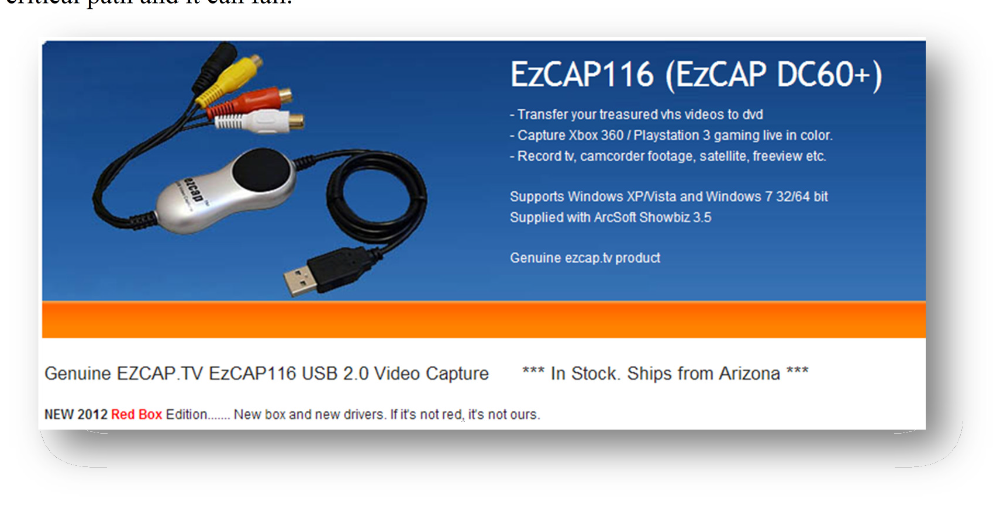 critical path and it can fail.
EzCAP116 (EzCAP DC60+)
- Transfer your treasured vhs videos to dvd
- Capture Xbox 360 / Playstation 3 gaming live in color.
- Record tv, camcorder footage, satellite, freeview etc.
Supports Windows XP/Vista and Windows 7 32/64 bit
Supplied with ArcSoft Showbiz 3.5
Genuine ezcap.tv product
ezcap™
Video Capture
Genuine EZCAP.TV EzCAP116 USB 2.0 Video Capture *** In Stock. Ships from Arizona ***
NEW 2012 Red Box Edition....... New box and new drivers. If it's not red, it's not ours.